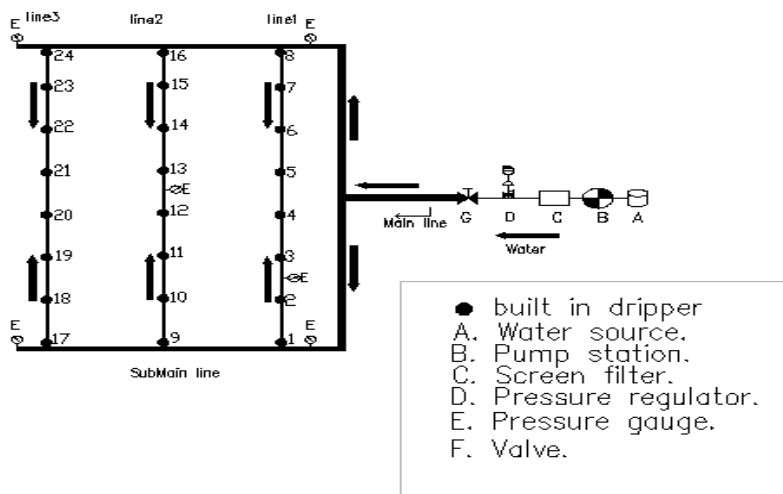 line3 line2 line1
E E
24 16 8
23 15 7
22 14 6
21 13 5
E
20 12 4
19 11 3
E
18 10 2
E E
17 9 1
SubMain line
Main line
G D C B A
Water
built in dripper
A. Water source.
B. Pump station.
C. Screen filter.
D. Pressure regulator.
E. Pressure gauge.
F. Valve.